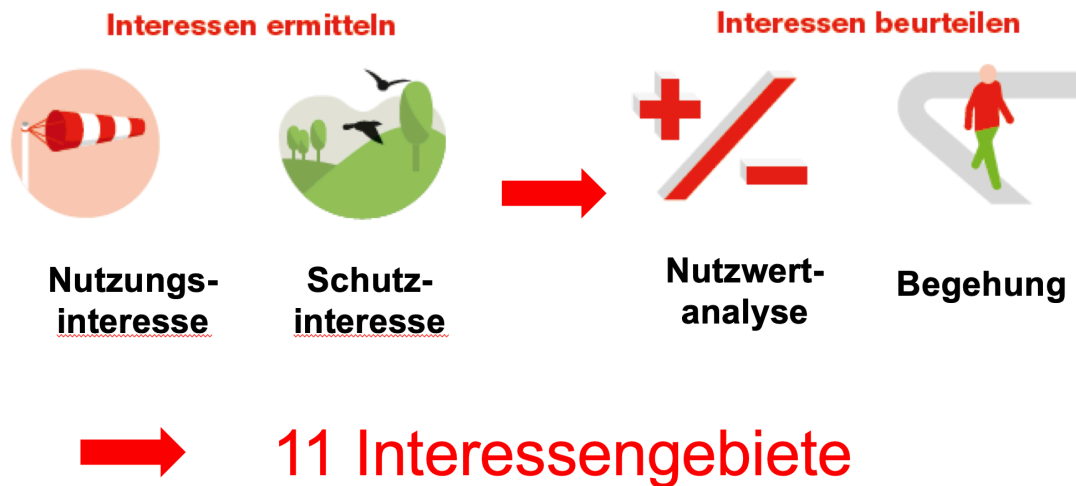 Interessen ermitteln
Interessen beurteilen
Nutzungs-
interesse
Schutz-
interesse
Nutzwert-
analyse
Begehung
11 Interessengebiete